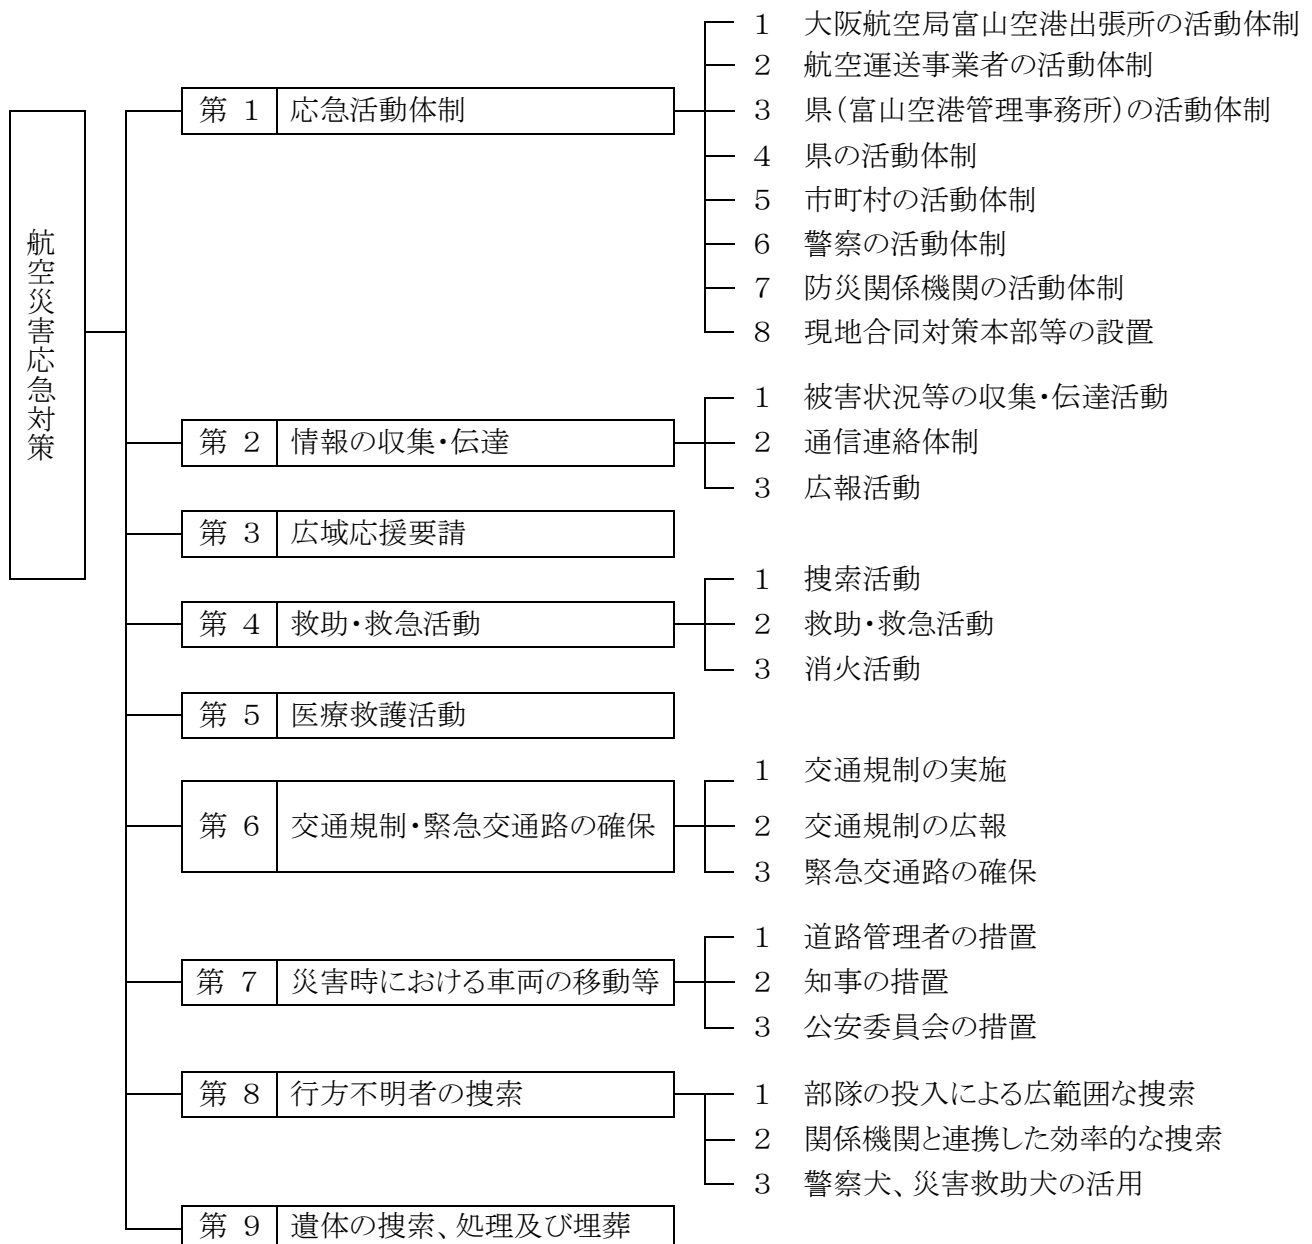 航空災害応急対策
第 1 応急活動体制
1 大阪航空局富山空港出張所の活動体制
2 航空運送事業者の活動体制
3 県(富山空港管理事務所)の活動体制
4 県の活動体制
5 市町村の活動体制
6 警察の活動体制
7 防災関係機関の活動体制
8 現地合同対策本部等の設置
第 2 情報の収集・伝達
1 被害状況等の収集・伝達活動
2 通信連絡体制
3 広報活動
第 3 広域応援要請
第 4 救助・救急活動
1 捜索活動
2 救助・救急活動
3 消火活動
第 5 医療救護活動
第 6 交通規制・緊急交通路の確保
1 交通規制の実施
2 交通規制の広報
3 緊急交通路の確保
第 7 災害時における車両の移動等
1 道路管理者の措置
2 知事の措置
3 公安委員会の措置
第 8 行方不明者の捜索
1 部隊の投入による広範囲な捜索
2 関係機関と連携した効率的な捜索
3 警察犬、災害救助犬の活用
第 9 遺体の捜索、処理及び埋葬